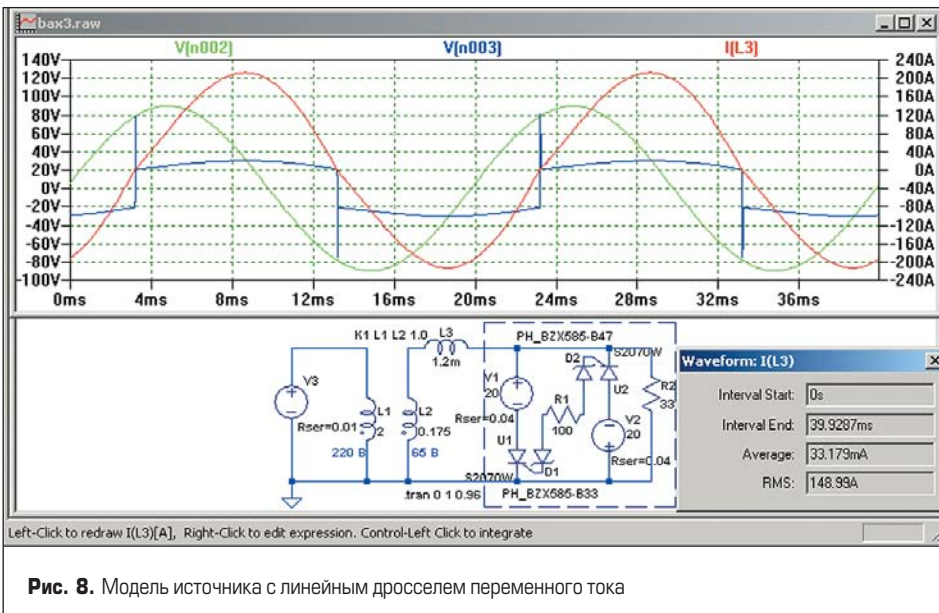 bax3.raw
V(n002) V(n003) I(L3)
140V 240A
120V 200A
100V 160A
80V 120A
60V 80A
40V 40A
20V 0A
0V -40A
-20V -80A
-40V -120A
-60V -160A
-80V -200A
-100V -240A
0ms 4ms 8ms 12ms 16ms 20ms 24ms 28ms 32ms 36ms
K1 L1 L2 1.0 L3
1.2m
PH_BZX585-B47
S2070W
D2
V1
20
V3
U2
R2
33
R1
100
V2
20
Rser=0.04
L1
2
L2
0.175
Rser=0.01
U1
D1
Rser=0.04
220 В
65 В
S2070W
.tran 0 1 0.96
PH_BZX585-B33
Waveform: I(L3)
Interval Start: 0s
Interval End: 39.9287ms
Average: 33.179mA
RMS: 148.99A
Left-Click to redraw I(L3)[A], Right-Click to edit expression. Control-Left Click to integrate
Рис. 8. Модель источника с линейным дросселем переменного тока